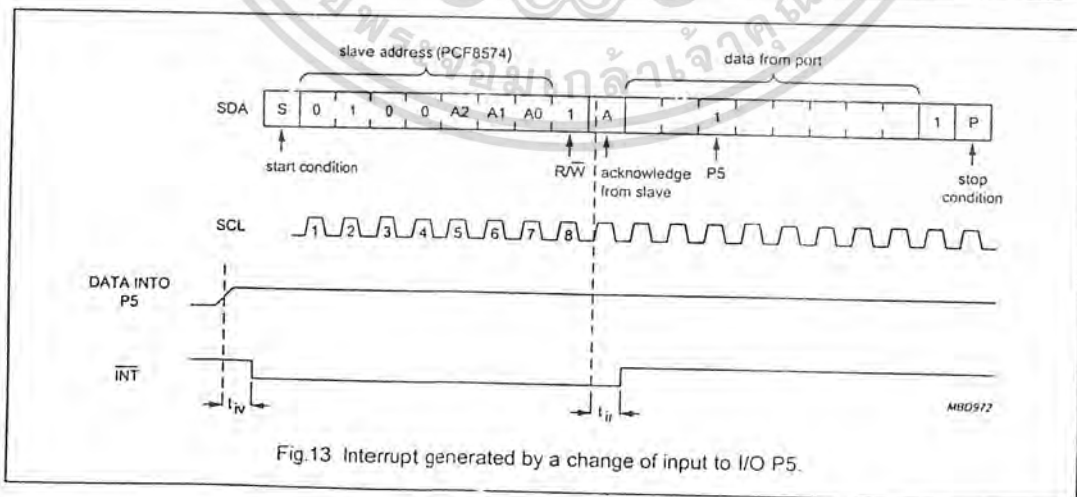 slave address (PCF8574)
data from port
SDA S 0 1 0 0 A2 A1 A0 1 A 1 1 P
start condition
R/W̅ acknowledge from slave P5
stop condition
SCL 1 2 3 4 5 6 7 8
DATA INTO P5
I̅N̅T̅
tiv
tir
MBD972
Fig.13 Interrupt generated by a change of input to I/O P5.